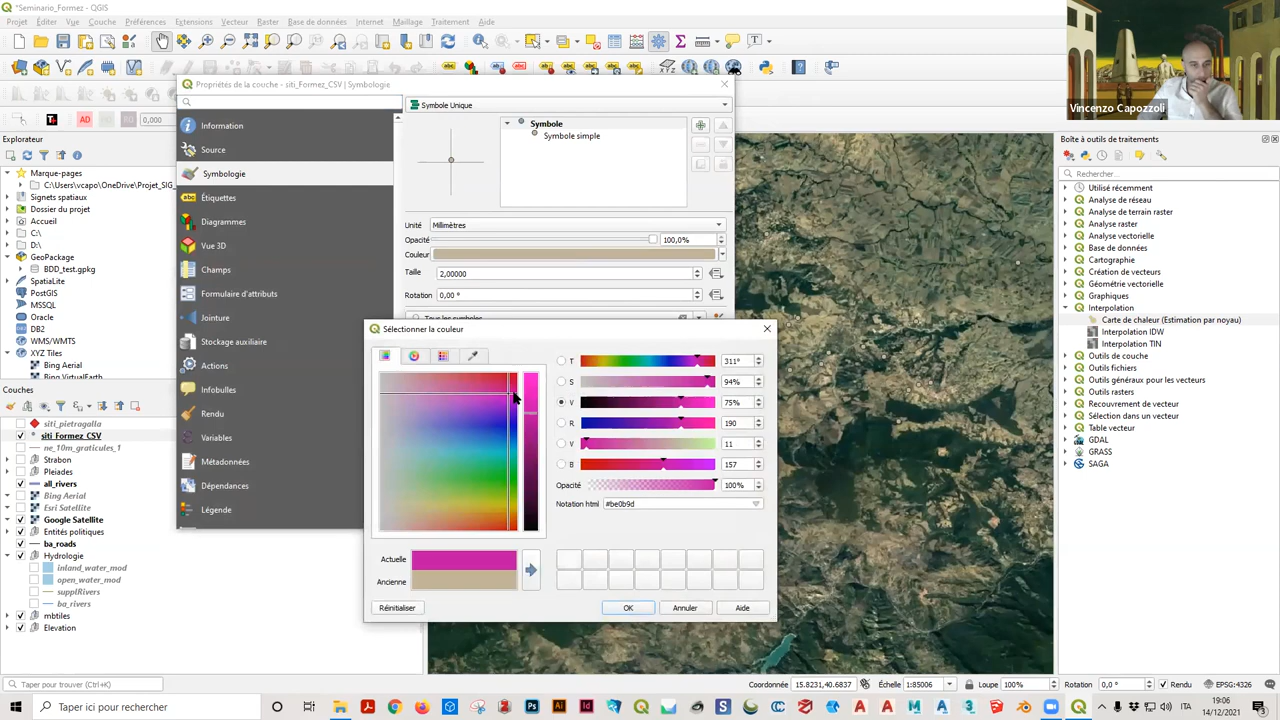 *Seminario_Formez - QGIS
Projet Éditer Vue Couche Préférences Extensions Vecteur Raster Base de données Internet Maillage Traitement Aide
Vincenzo Capozzoli
Propriétés de la couche - siti_Formez_CSV | Symbologie
Information
Source
Symbologie
Étiquettes
Diagrammes
Vue 3D
Champs
Formulaire d'attributs
Jointure
Stockage auxiliaire
Actions
Infobulles
Rendu
Variables
Métadonnées
Dépendances
Légende
Symbole Unique
Symbole
Symbole simple
Unité Millimètres
Opacité 100,0%
Couleur
Taille 2,00000
Rotation 0,00 °
0,000
Explorateur
Marque-pages
C:\Users\vcapo\OneDrive\Projet_SIG_
Signets spatiaux
Dossier du projet
Accueil
C:\
D:\
GeoPackage
BDD_test.gpkg
SpatiaLite
PostGIS
MSSQL
Oracle
DB2
WMS/WMTS
XYZ Tiles
Bing Aerial
Bing VirtualEarth
Couches
siti_pietragalla
siti_Formez_CSV
ne_10m_graticules_1
Strabon
Pleiades
all_rivers
Bing Aerial
Esri Satellite
Google Satellite
Entités politiques
ba_roads
Hydrologie
inland_water_mod
open_water_mod
supplRivers
ba_rivers
mbtiles
Elevation
Sélectionner la couleur
T 311°
S 94%
V 75%
R 190
V 11
B 157
Opacité 100%
Notation html #be0b9d
Actuelle
Ancienne
Réinitialiser OK Annuler Aide
Boîte à outils de traitements
Rechercher...
Utilisé récemment
Analyse de réseau
Analyse de terrain raster
Analyse raster
Analyse vectorielle
Base de données
Cartographie
Création de vecteurs
Géométrie vectorielle
Graphiques
Interpolation
Carte de chaleur (Estimation par noyau)
Interpolation IDW
Interpolation TIN
Outils de couche
Outils fichiers
Outils généraux pour les vecteurs
Recouvrement de vecteur
Sélection dans un vecteur
Table vecteur
GDAL
GRASS
SAGA
Taper pour trouver (Ctrl+K)
Coordonnée 15.8231,40.6837 Échelle 1:85006 Loupe 100% Rotation 0,0 ° Rendu EPSG:4326
Taper ici pour rechercher
ITA
19:06
14/12/2021